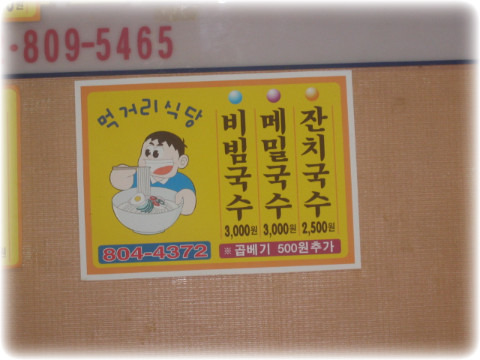 ·809-5465
먹거리식당
비빔국수
3,000원
메밀국수
3,000원
잔치국수
2,500원
804-4372
※ 곱베기 500원추가